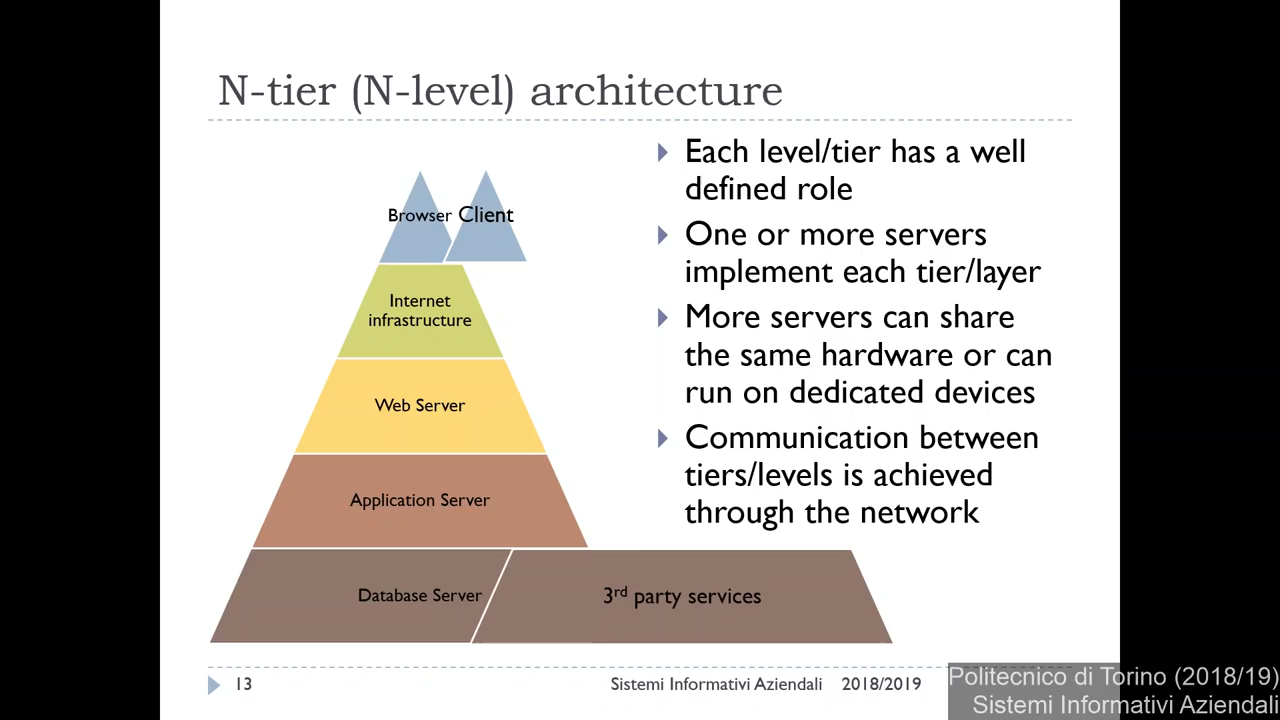 N-tier (N-level) architecture
Browser Client
Internet
infrastructure
Web Server
Application Server
Database Server
3rd party services
Each level/tier has a well
defined role
One or more servers
implement each tier/layer
More servers can share
the same hardware or can
run on dedicated devices
Communication between
tiers/levels is achieved
through the network
13
Sistemi Informativi Aziendali 2018/2019
Politecnico di Torino (2018/19)
Sistemi Informativi Aziendali